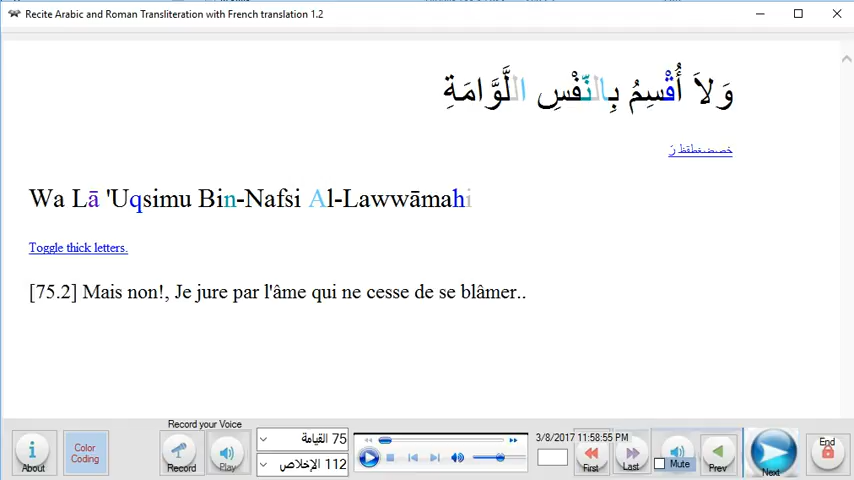 Recite Arabic and Roman Transliteration with French translation 1.2
وَلاَ أُقْسِمُ بِالنَّفْسِ اللَّوَّامَةِ
خصضغطقظ رَ
Wa Lā 'Uqsimu Bin-Nafsi Al-Lawwāmahi
Toggle thick letters.
[75.2] Mais non!, Je jure par l'âme qui ne cesse de se blâmer..
Record your Voice
About
Color Coding
Record
Play
75 القيامة
112 الإخلاص
3/8/2017 11:58:55 PM
First
Last
Mute
Prev
Next
End